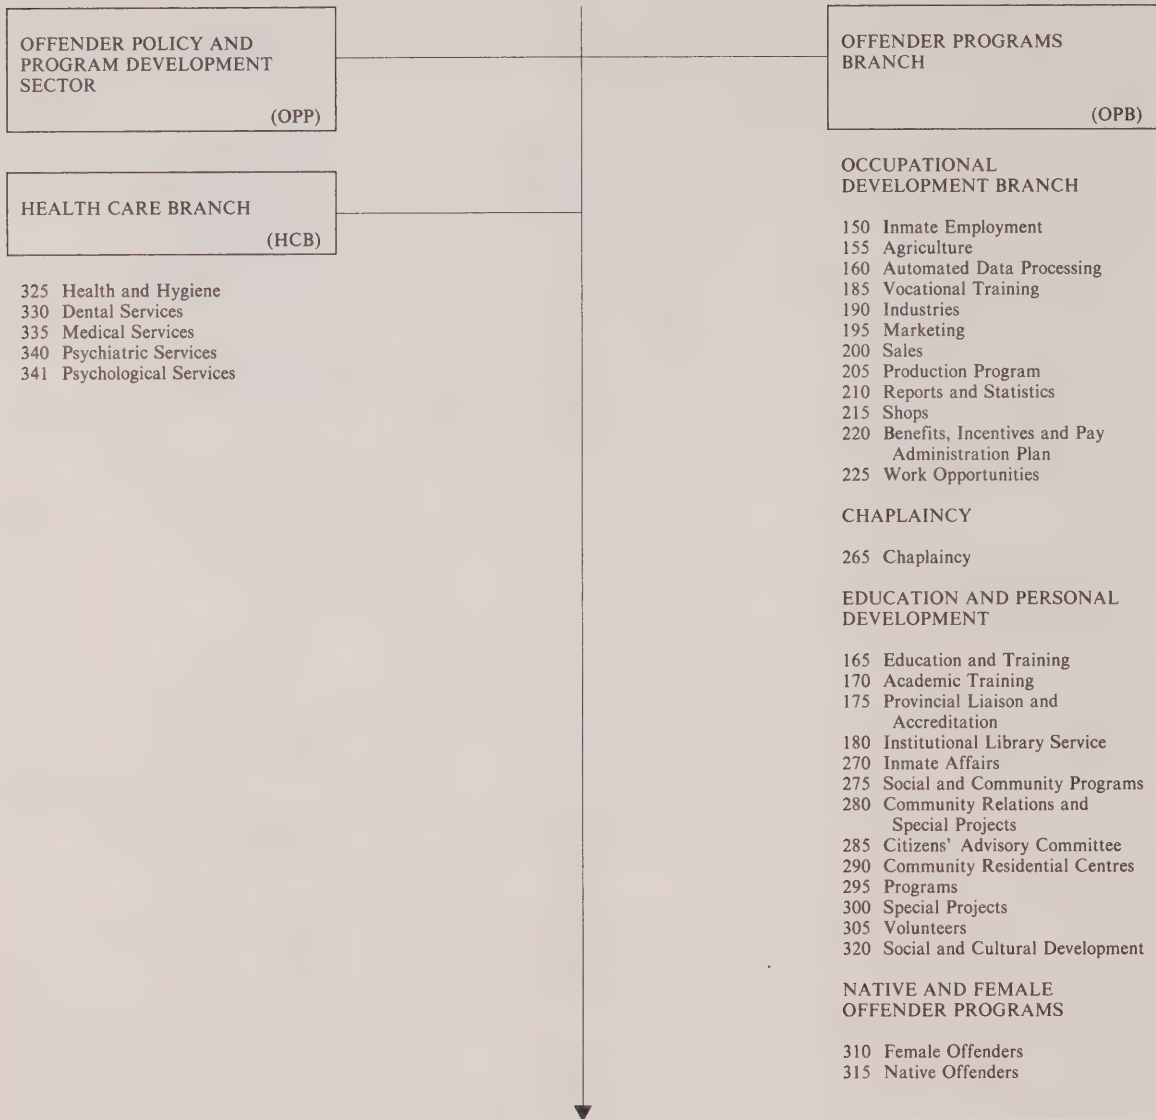 OFFENDER POLICY AND
PROGRAM DEVELOPMENT
SECTOR
(OPP)
HEALTH CARE BRANCH
(HCB)
325 Health and Hygiene
330 Dental Services
335 Medical Services
340 Psychiatric Services
341 Psychological Services
OFFENDER PROGRAMS
BRANCH
(OPB)
OCCUPATIONAL
DEVELOPMENT BRANCH
150 Inmate Employment
155 Agriculture
160 Automated Data Processing
185 Vocational Training
190 Industries
195 Marketing
200 Sales
205 Production Program
210 Reports and Statistics
215 Shops
220 Benefits, Incentives and Pay
Administration Plan
225 Work Opportunities
CHAPLAINCY
265 Chaplaincy
EDUCATION AND PERSONAL
DEVELOPMENT
165 Education and Training
170 Academic Training
175 Provincial Liaison and
Accreditation
180 Institutional Library Service
270 Inmate Affairs
275 Social and Community Programs
280 Community Relations and
Special Projects
285 Citizens' Advisory Committee
290 Community Residential Centres
295 Programs
300 Special Projects
305 Volunteers
320 Social and Cultural Development
NATIVE AND FEMALE
OFFENDER PROGRAMS
310 Female Offenders
315 Native Offenders